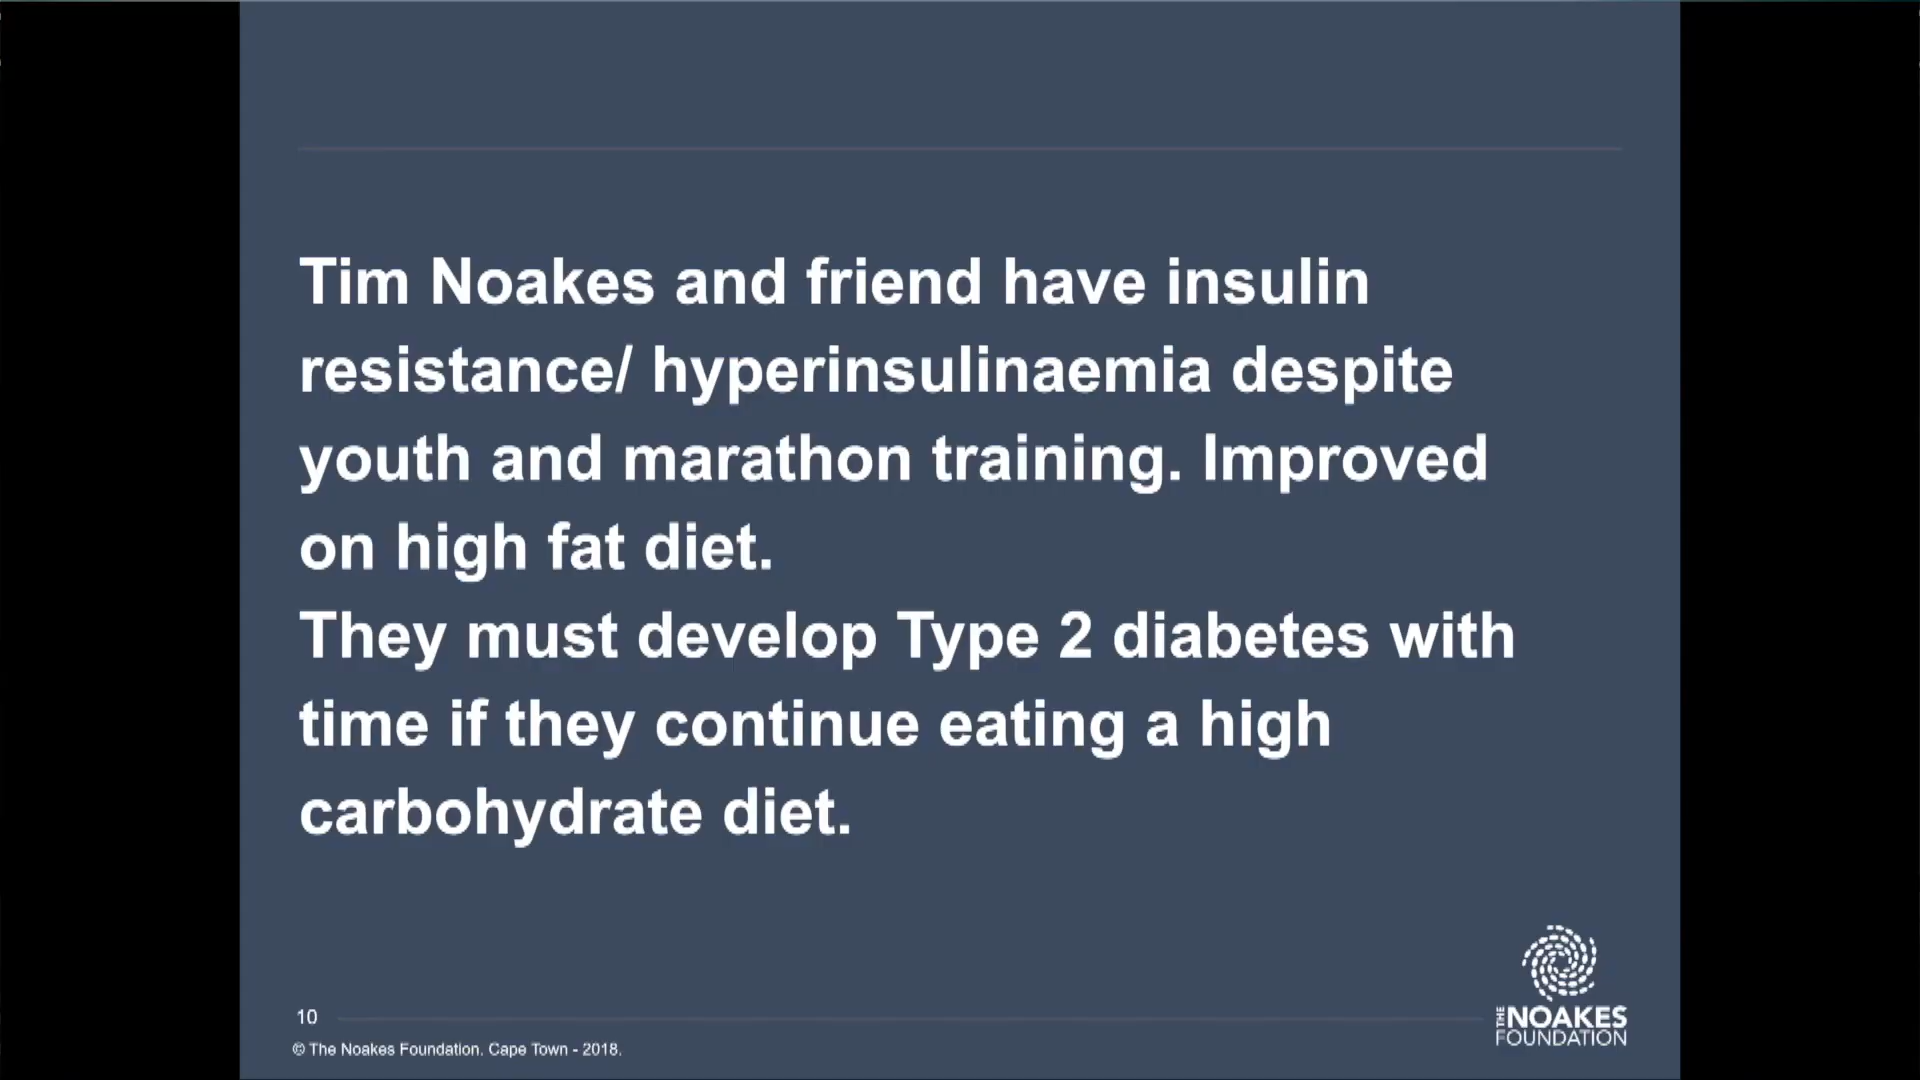 Tim Noakes and friend have insulin
resistance/ hyperinsulinaemia despite
youth and marathon training. Improved
on high fat diet.
They must develop Type 2 diabetes with
time if they continue eating a high
carbohydrate diet.
10
© The Noakes Foundation. Cape Town - 2018.
THE NOAKES
FOUNDATION